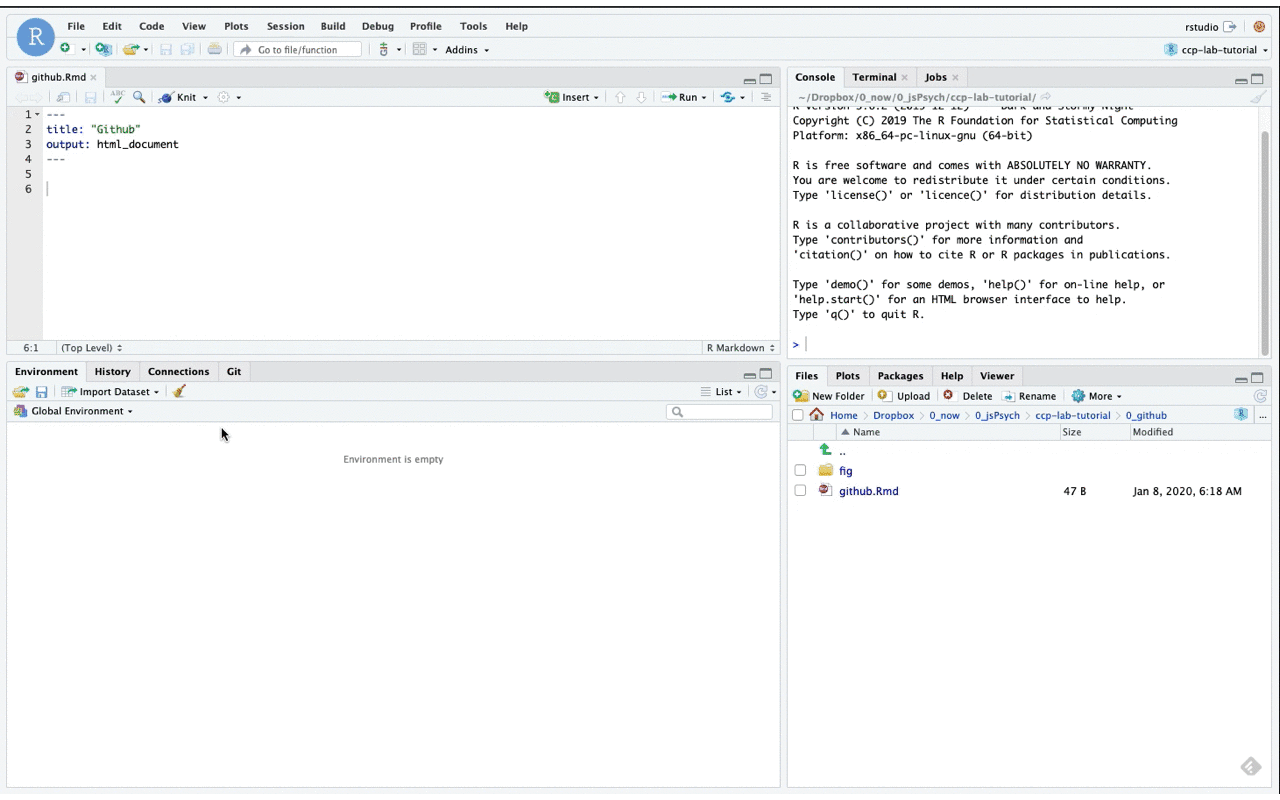 R
File Edit Code View Plots Session Build Debug Profile Tools Help
rstudio
Go to file/function
Addins
ccp-lab-tutorial
github.Rmd
ABC
Knit
Insert
Run
1 ---
2 title: "Github"
3 output: html_document
4 ---
5
6
6:1 (Top Level) R Markdown
Environment History Connections Git
Import Dataset
List
Global Environment
Environment is empty
Console Terminal Jobs
~/Dropbox/0_now/0_jsPsych/ccp-lab-tutorial/
Copyright (C) 2019 The R Foundation for Statistical Computing
Platform: x86_64-pc-linux-gnu (64-bit)
R is free software and comes with ABSOLUTELY NO WARRANTY.
You are welcome to redistribute it under certain conditions.
Type 'license()' or 'licence()' for distribution details.
R is a collaborative project with many contributors.
Type 'contributors()' for more information and
'citation()' on how to cite R or R packages in publications.
Type 'demo()' for some demos, 'help()' for on-line help, or
'help.start()' for an HTML browser interface to help.
Type 'q()' to quit R.
>
Files Plots Packages Help Viewer
New Folder Upload Delete Rename More
Home Dropbox 0_now 0_jsPsych ccp-lab-tutorial 0_github ...
Name Size Modified
..
fig
github.Rmd 47 B Jan 8, 2020, 6:18 AM